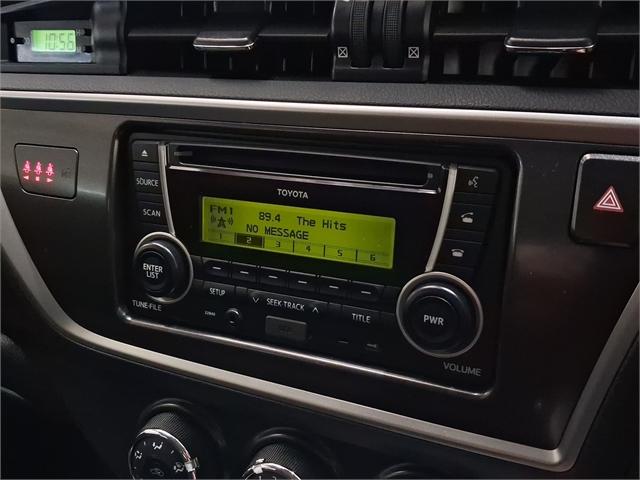 10:56
TOYOTA
SOURCE
SCAN
FM1 89.4 The Hits
NO MESSAGE
1 2 3 4 5 6
ENTER
LIST
TUNE·FILE
SETUP
SEEK·TRACK
TITLE
PWR
VOLUME